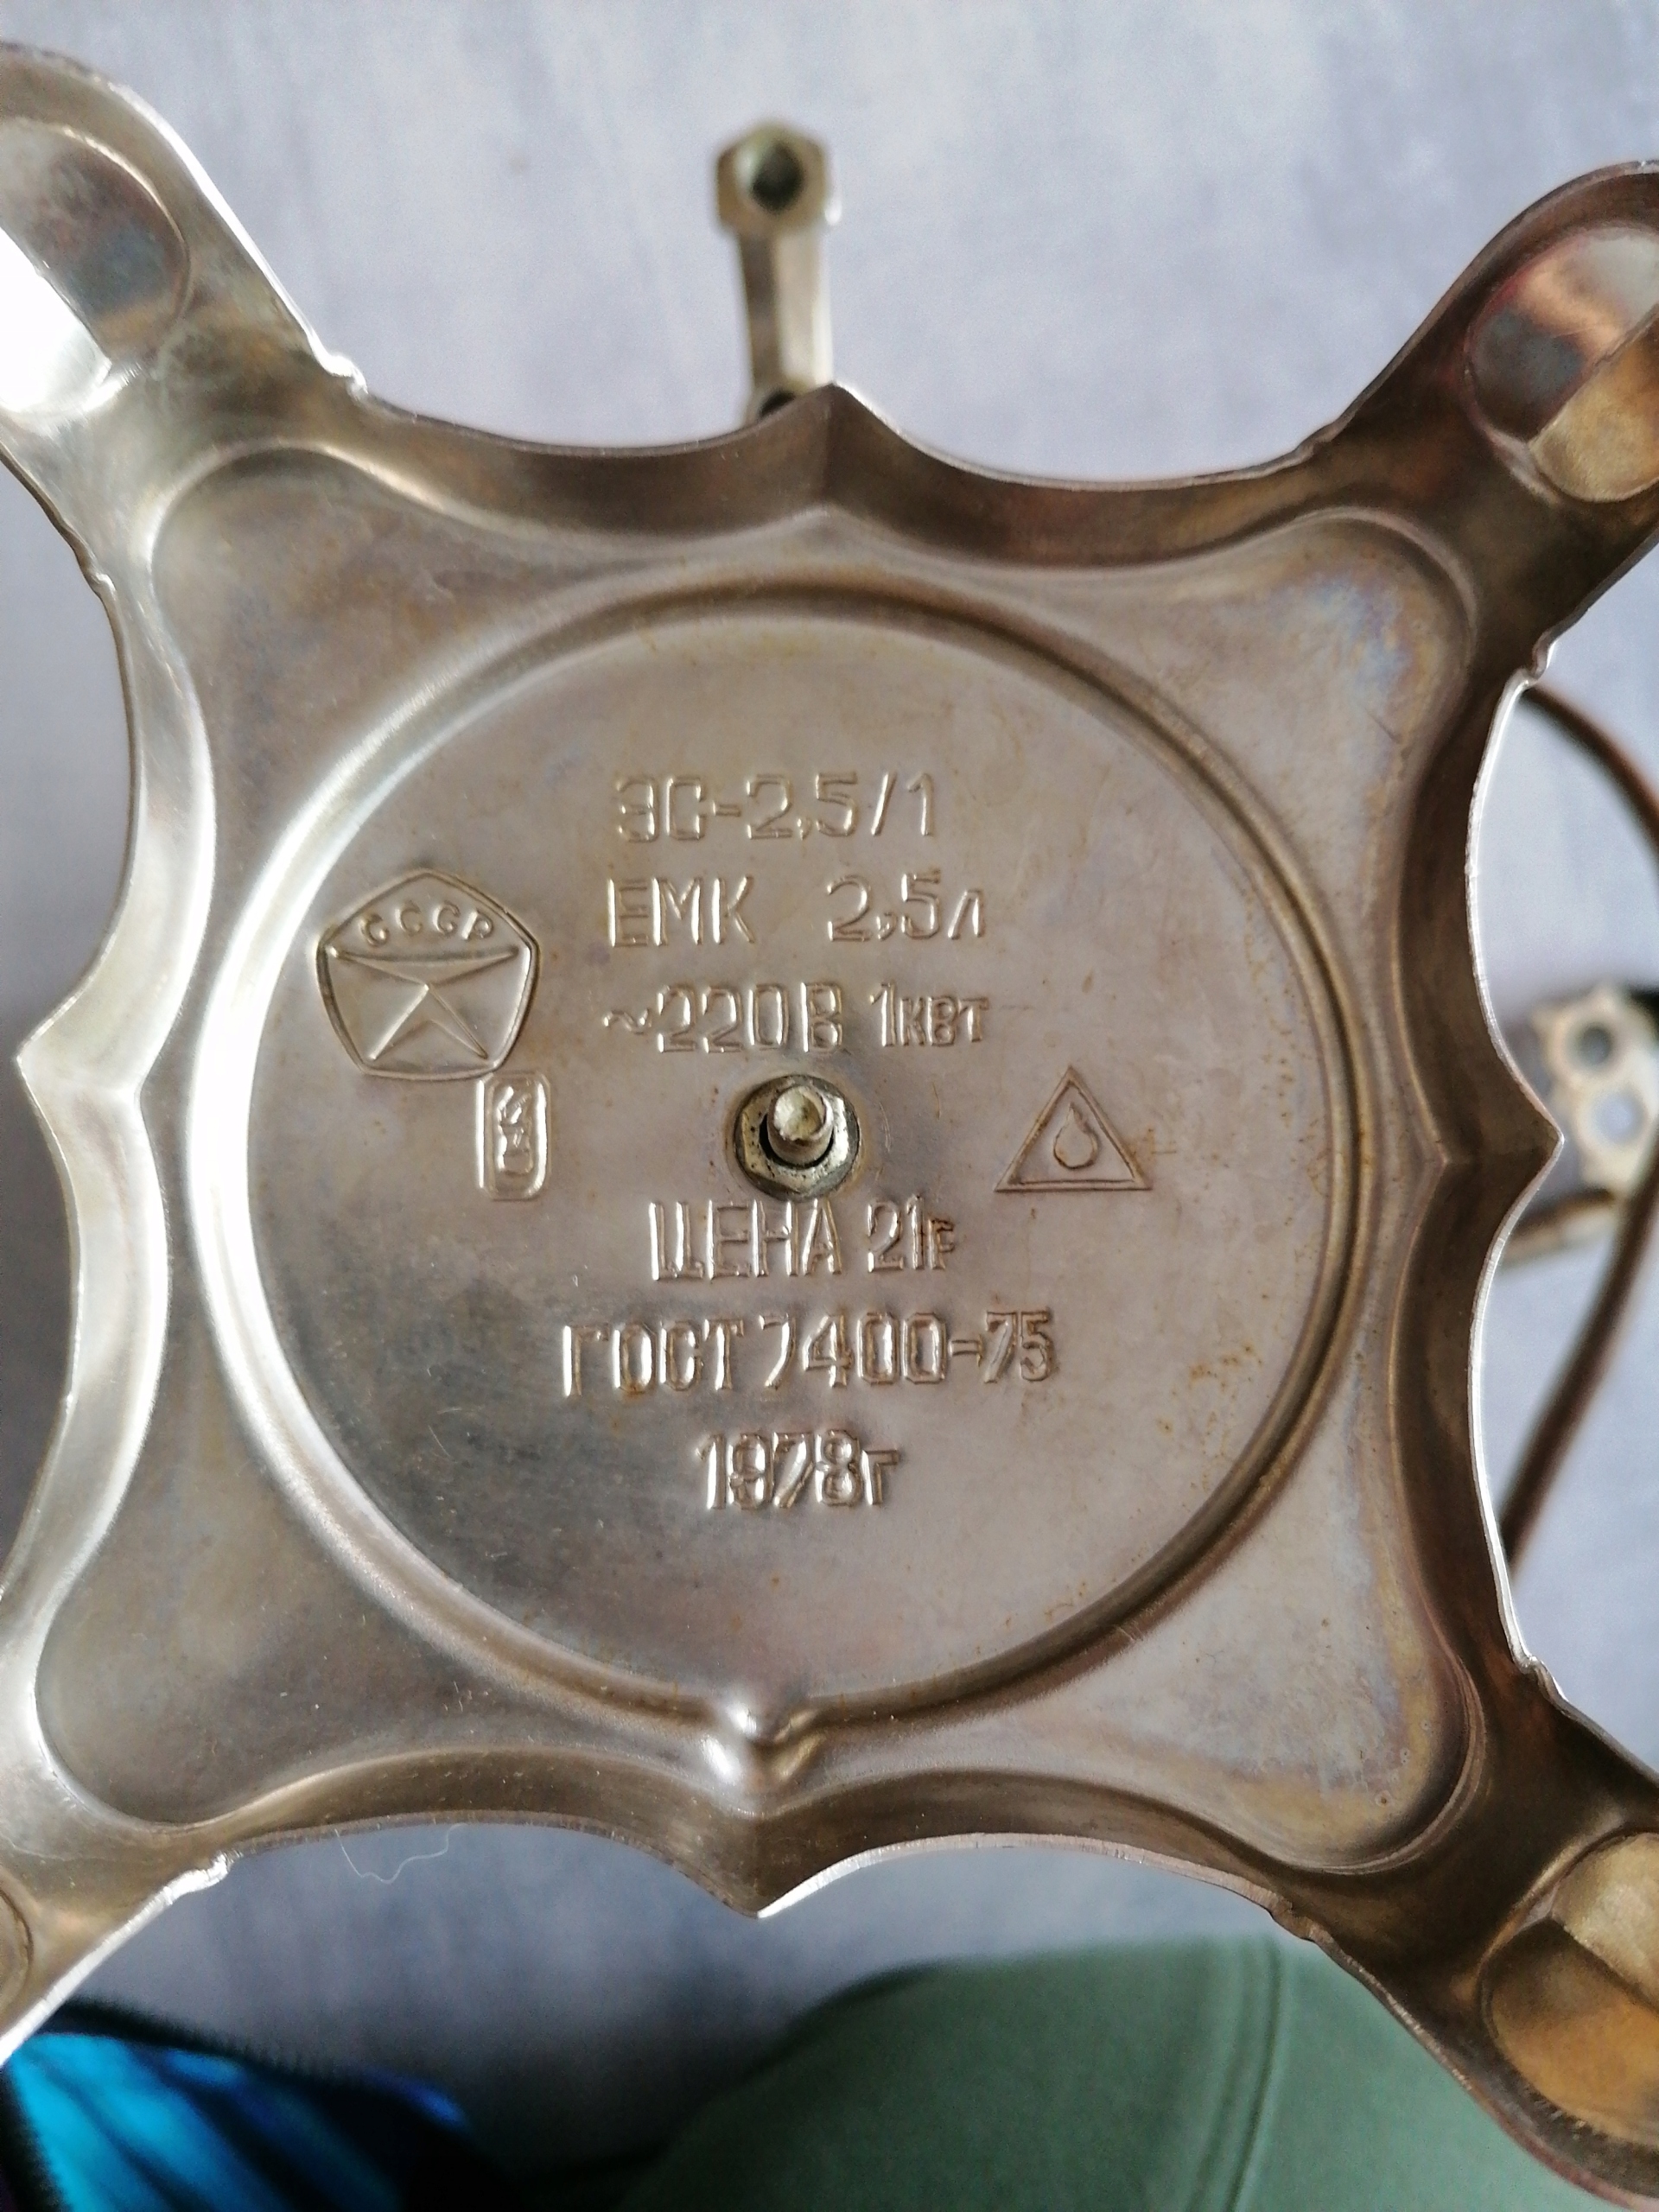 ЭС-2,5/1
ЕМК 2,5л
СССР
~220В 1квт
ЦЕНА 21р
ГОСТ 7400-75
1978г